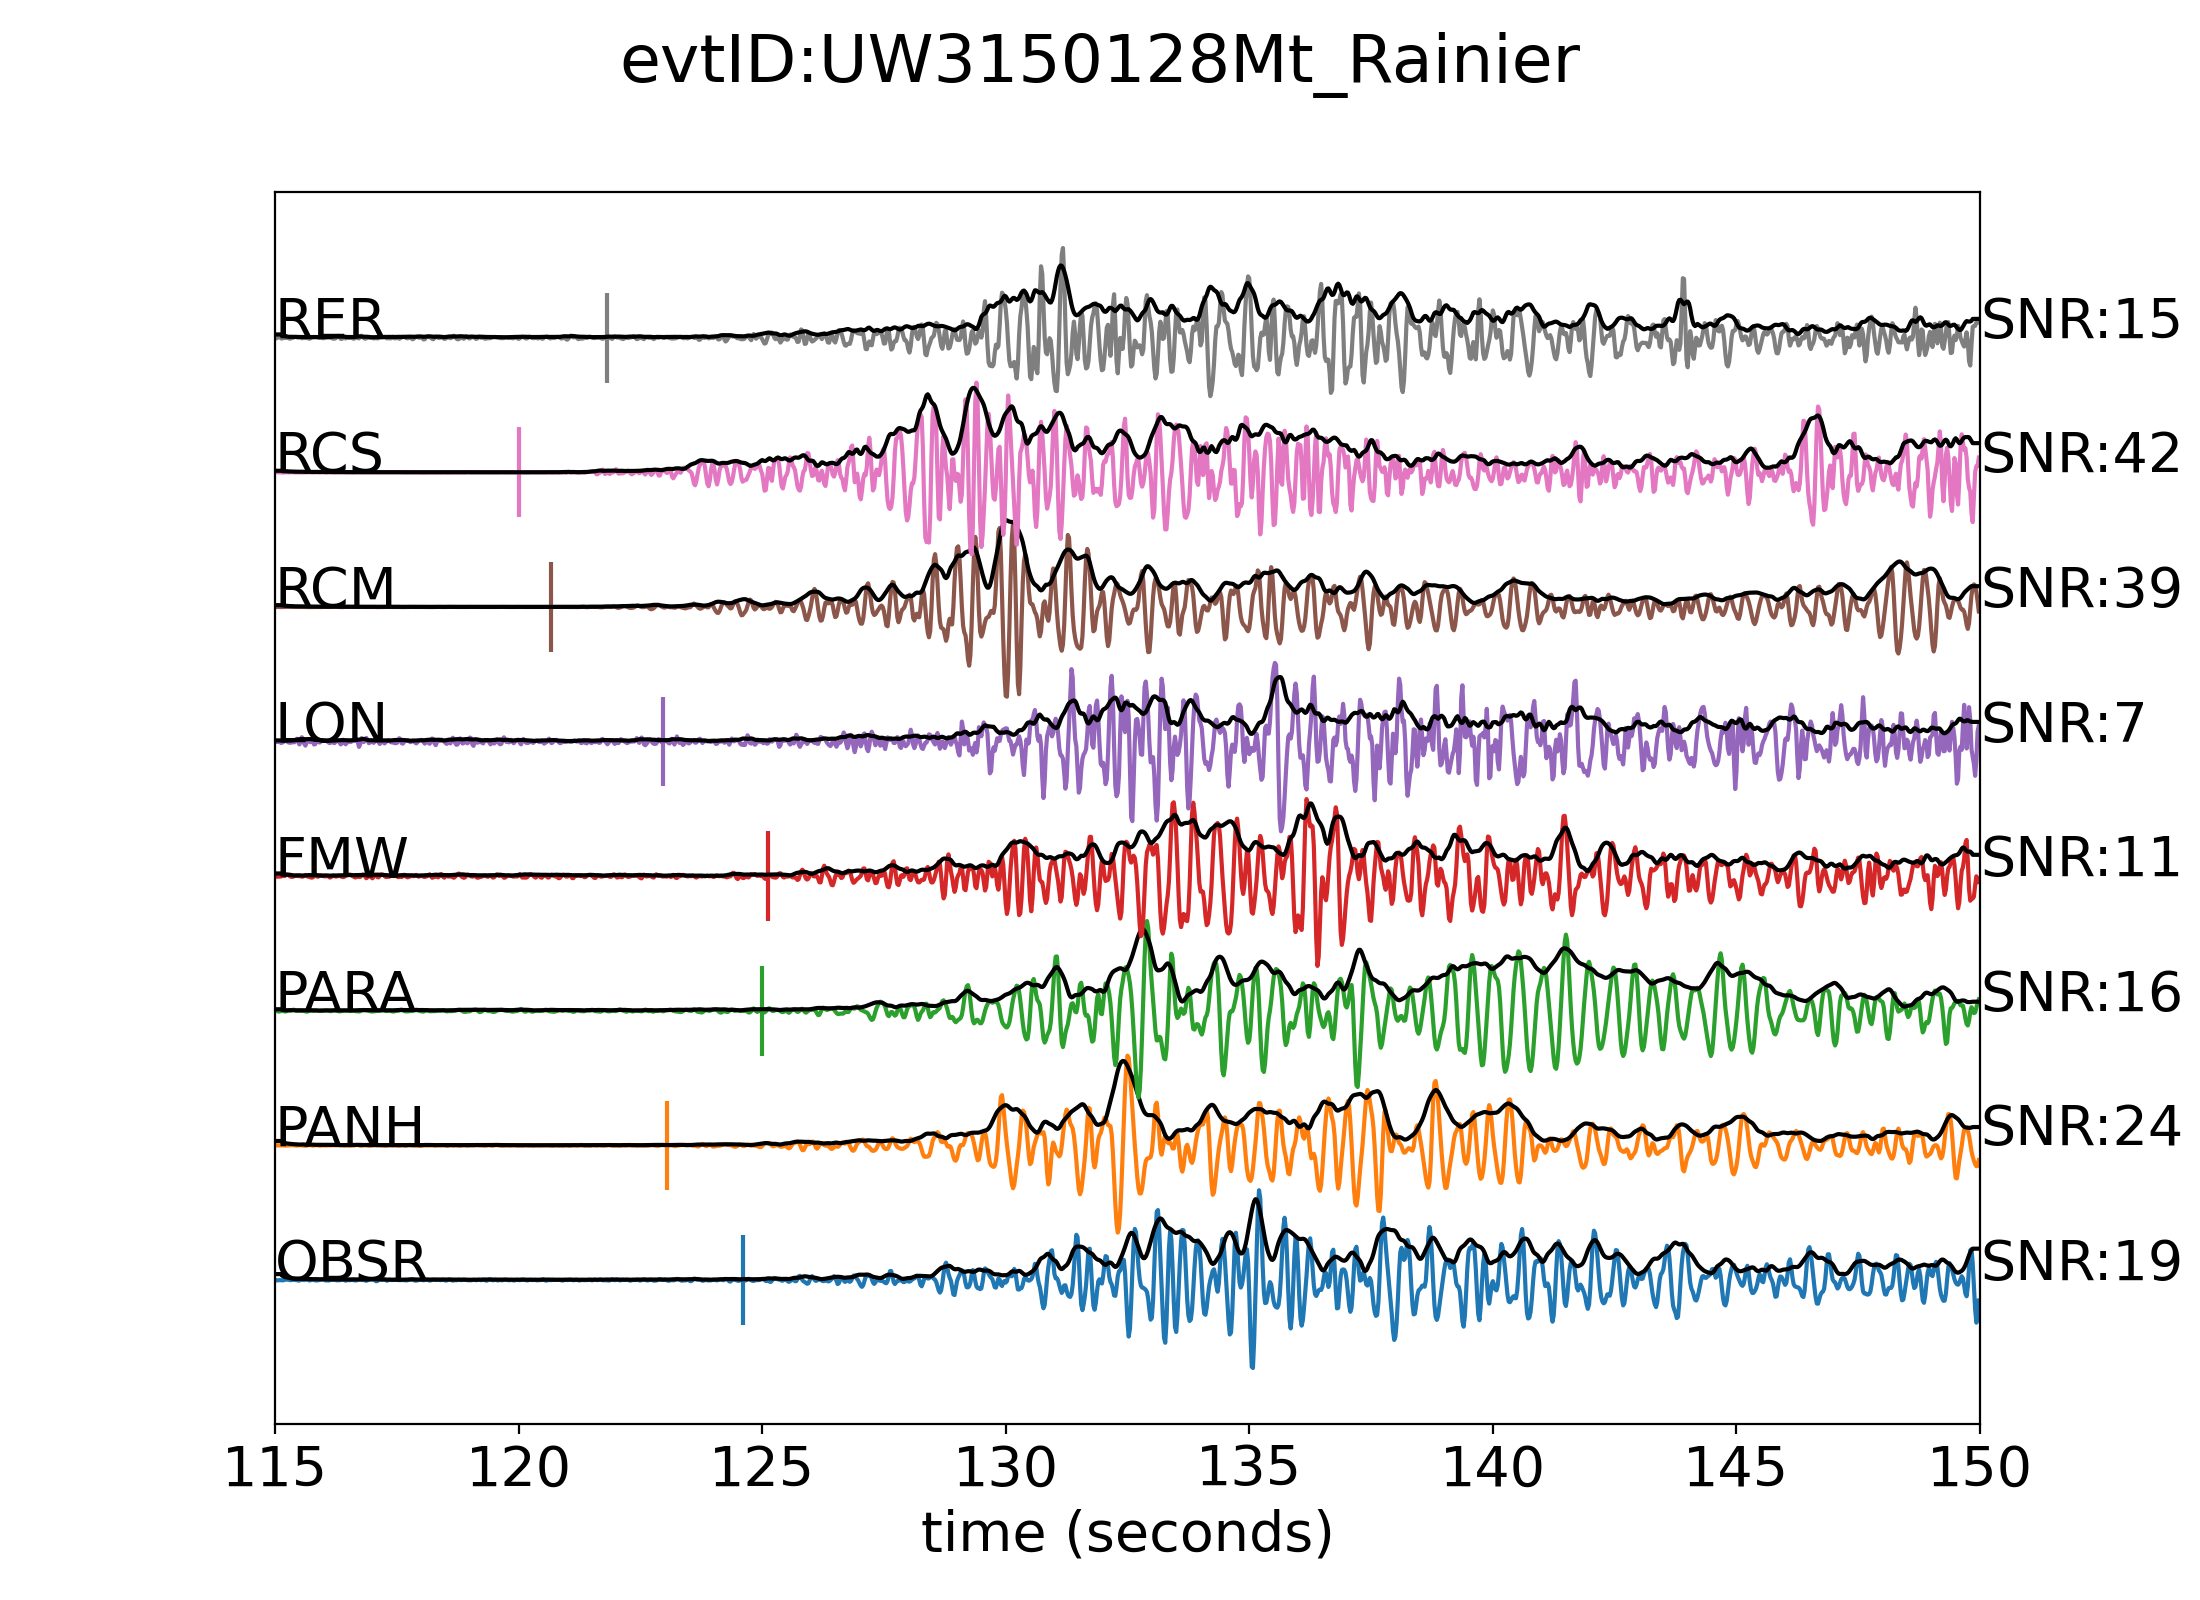 evtID:UW3150128Mt_Rainier
RER SNR:15
RCS SNR:42
RCM SNR:39
LON SNR:7
FMW SNR:11
PARA SNR:16
PANH SNR:24
OBSR SNR:19
115 120 125 130 135 140 145 150
time (seconds)